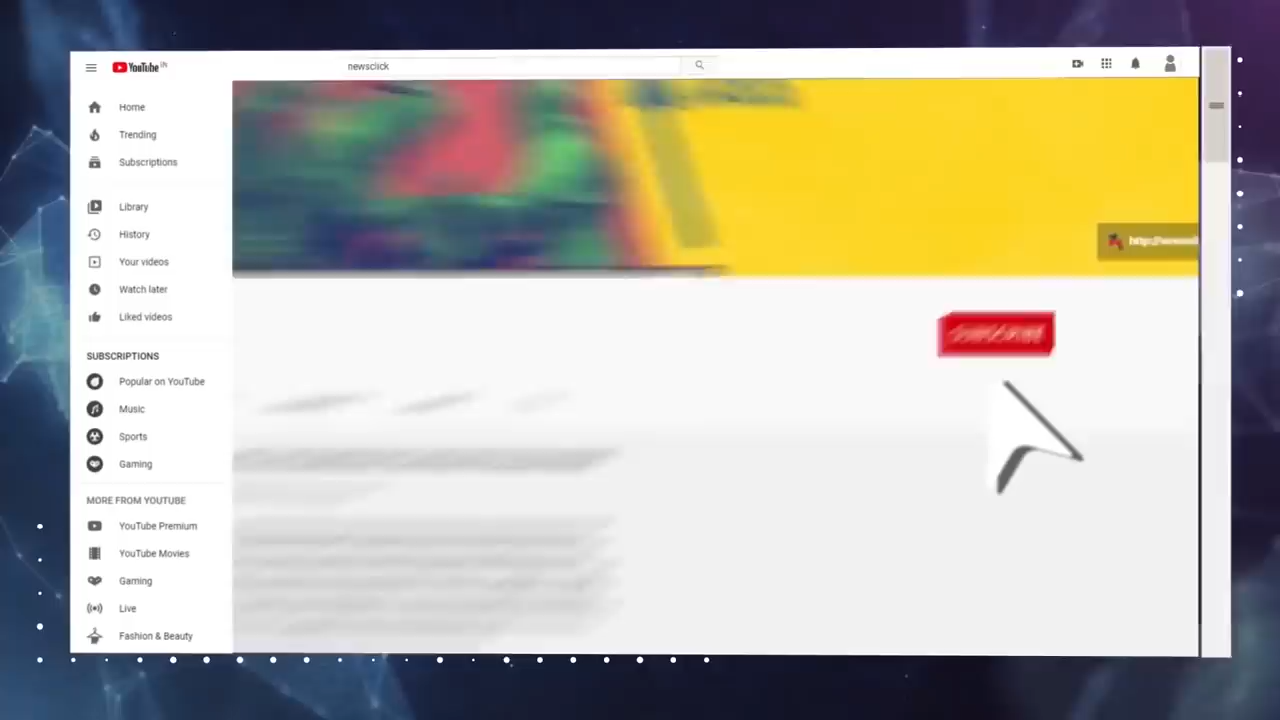 YouTube IN
newsclick
Home
Trending
Subscriptions
Library
History
Your videos
Watch later
Liked videos
SUBSCRIPTIONS
Popular on YouTube
Music
Sports
Gaming
MORE FROM YOUTUBE
YouTube Premium
YouTube Movies
Gaming
Live
Fashion & Beauty